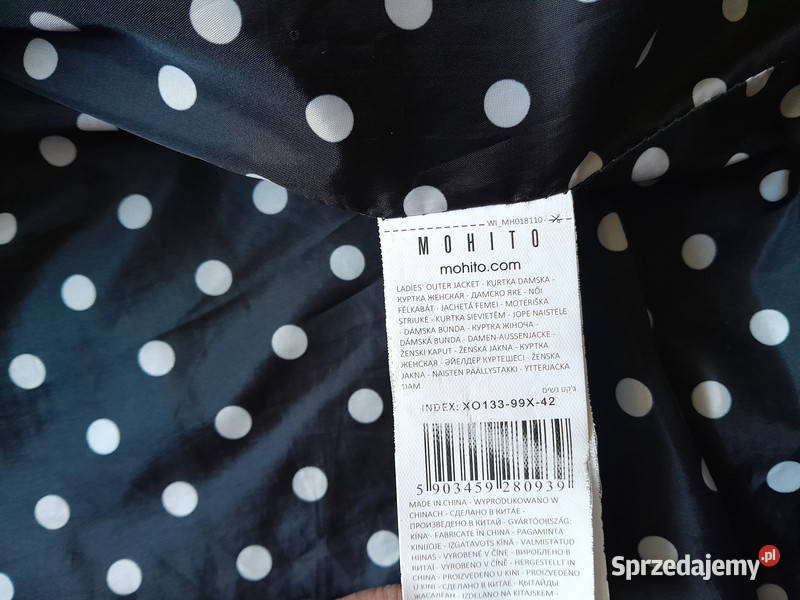 WI_MH018110
MOHITO
mohito.com
LADIES` OUTER JACKET - KURTKA DAMSKA -
КУРТКА ЖЕНСКАЯ - ДАМСКО ЯКЕ - NŐI
FÉLKABÁT - JACHETĂ FEMEI - MOTERIŠKA
STRIUKĖ - KURTKA SIEVIETĒM - JOPE NAISTELE
- DÁMSKA BUNDA - КУРТКА ЖІНОЧА -
DÁMSKÁ BUNDA - DAMEN-AUSSENJACKE -
ŽENSKI KAPUT - ŽENSKA JAKNA - КУРТКА
ЖЕНСКАЯ - ӘЙЕЛДЕР КҮРТЕШЕСІ - ŽENSKA
JAKNA - NAISTEN PÄÄLLYSTAKKI - YTTERJACKA
DAM
ז'קט נשים
INDEX: XO133-99X-42
5 903459 280939
MADE IN CHINA - WYPRODUKOWANO W
CHINACH - СДЕЛАНО В КИТАЕ -
ПРОИЗВЕДЕНО В КИТАЙ - GYÁRTÓORSZÁG:
KÍNA - FABRICATE IN CHINA - PAGAMINTA
KINIJOJE - IZGATAVOTS ĶĪNĀ - VALMISTATUD
HIINAS - VYROBENÉ V ČÍNE - ВИРОБЛЕНО В
КИТАЇ - VYROBENO V ČÍNĚ - HERGESTELLT IN
CHINA - PROIZVEDENO U KINI - PROIZVEDENO
U KINI - СДЕЛАНО В КИТАЕ - ҚЫТАЙДЫ
ЖАСАЛҒАН - IZDELANO NA KITAJSKEM -
Sprzedajemy.pl